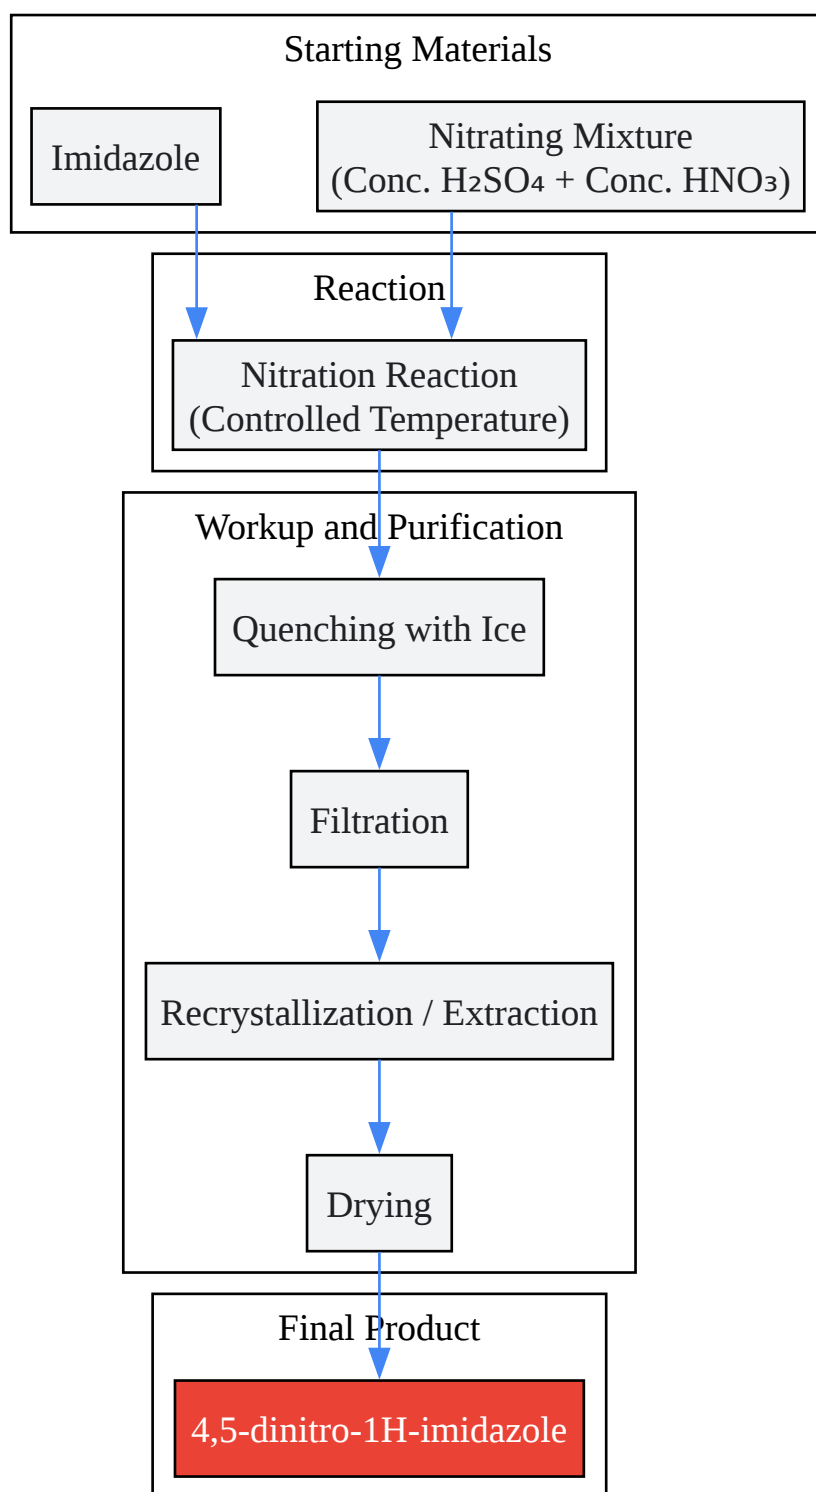 Starting Materials
Imidazole
Nitrating Mixture
(Conc. H₂SO₄ + Conc. HNO₃)
Reaction
Nitration Reaction
(Controlled Temperature)
Workup and Purification
Quenching with Ice
Filtration
Recrystallization / Extraction
Drying
Final Product
4,5-dinitro-1H-imidazole